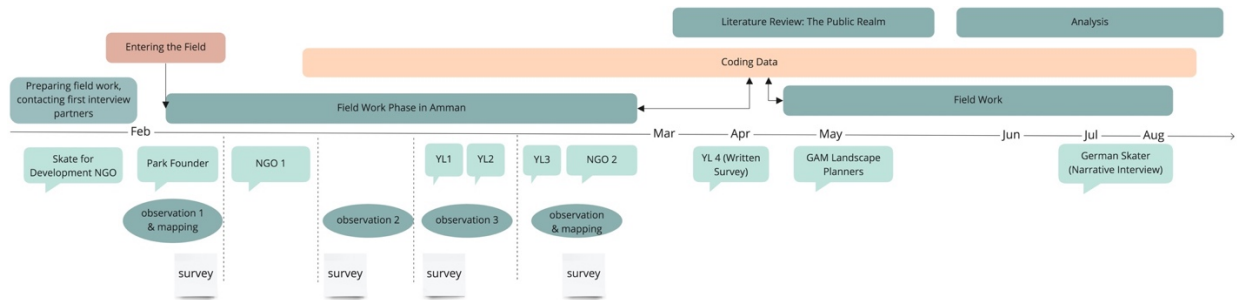 Literature Review: The Public Realm
Analysis
Entering the Field
Coding Data
Preparing field work,
contacting first interview
partners
Field Work Phase in Amman
Field Work
Feb
Mar
Apr
May
Jun
Jul
Aug
Skate for
Development NGO
Park Founder
NGO 1
YL1
YL2
YL3
NGO 2
YL 4 (Written
Survey)
GAM Landscape
Planners
German Skater
(Narrative Interview)
observation 1
& mapping
observation 2
observation 3
observation
& mapping
survey
survey
survey
survey